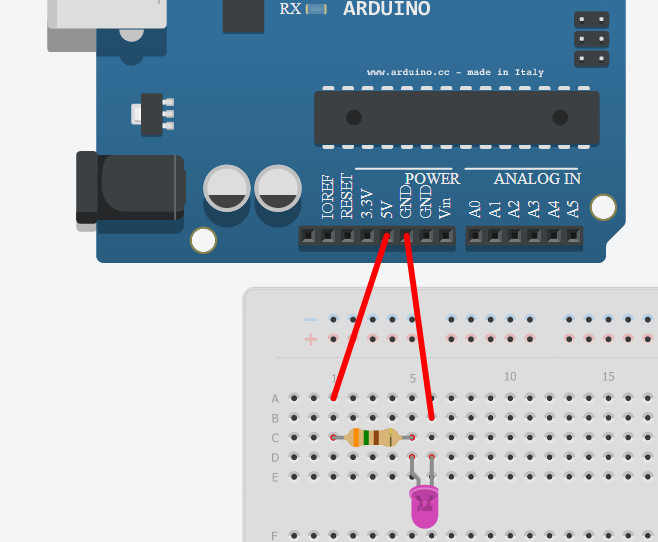 RX ARDUINO
www.arduino.cc - made in Italy
POWER ANALOG IN
IOREF RESET 3.3V 5V GND GND Vin A0 A1 A2 A3 A4 A5
−
+
1 5 10 15
A
B
C
D
E
F